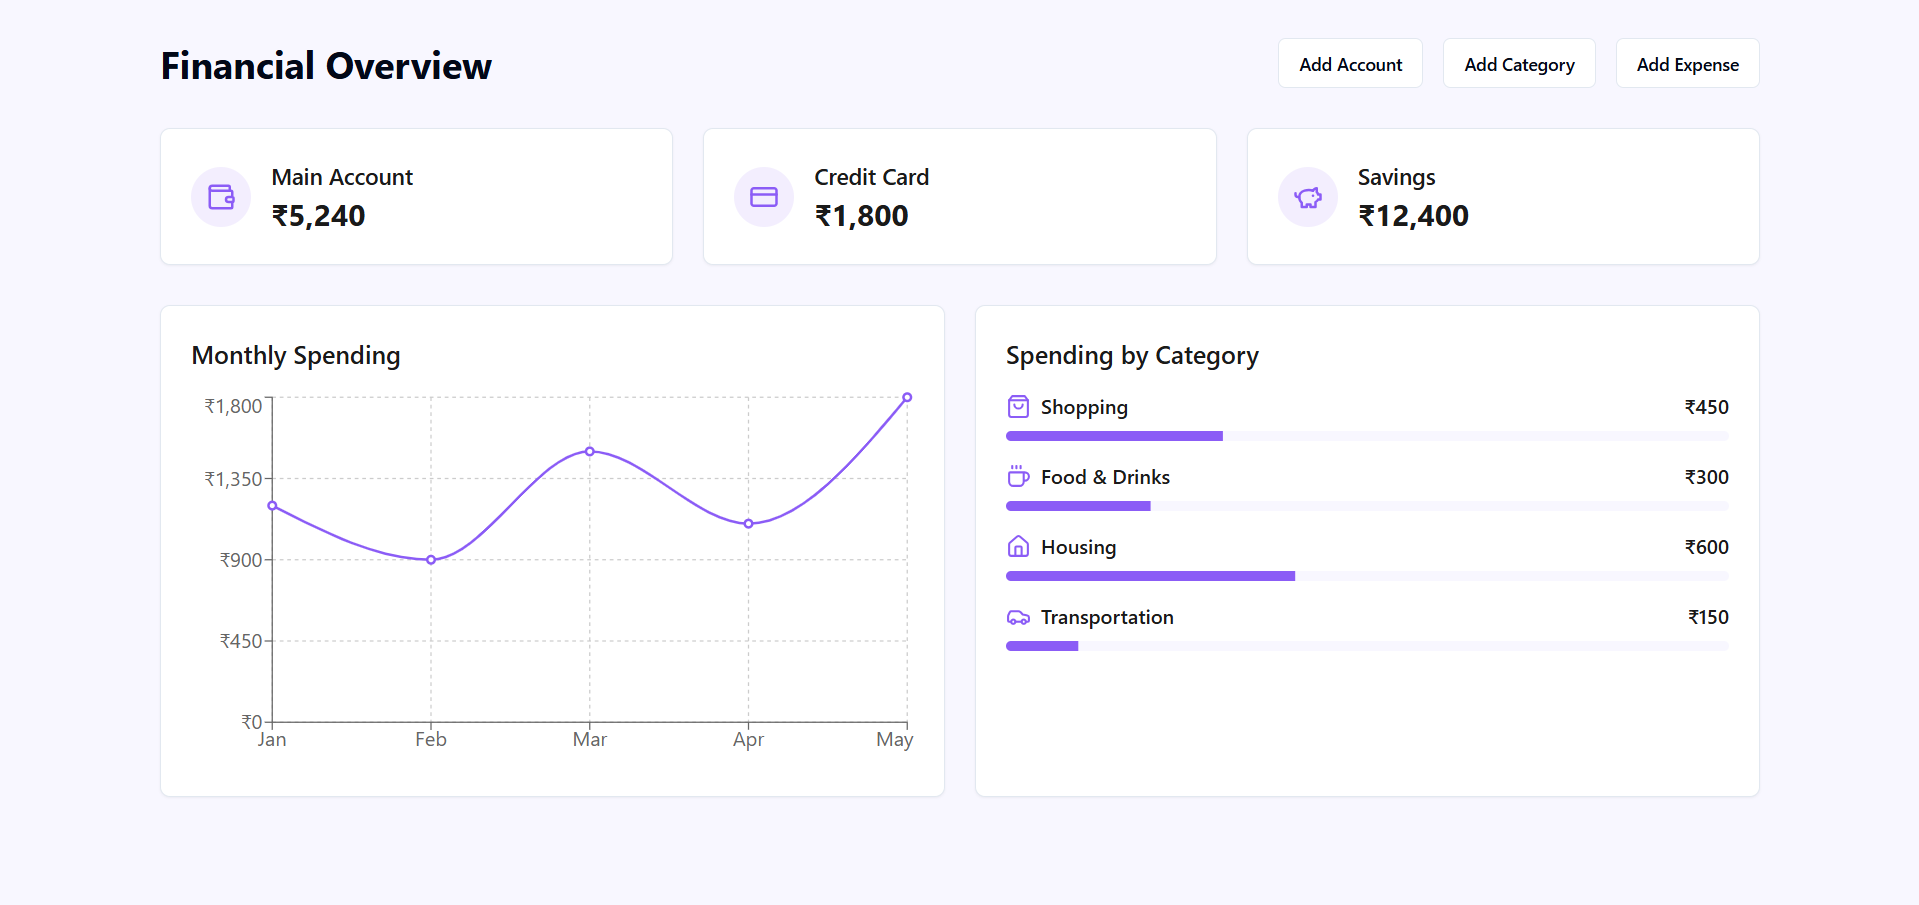 Financial Overview
Add Account
Add Category
Add Expense
Main Account
₹5,240
Credit Card
₹1,800
Savings
₹12,400
Monthly Spending
₹1,800
₹1,350
₹900
₹450
₹0
Jan
Feb
Mar
Apr
May
Spending by Category
Shopping
₹450
Food & Drinks
₹300
Housing
₹600
Transportation
₹150